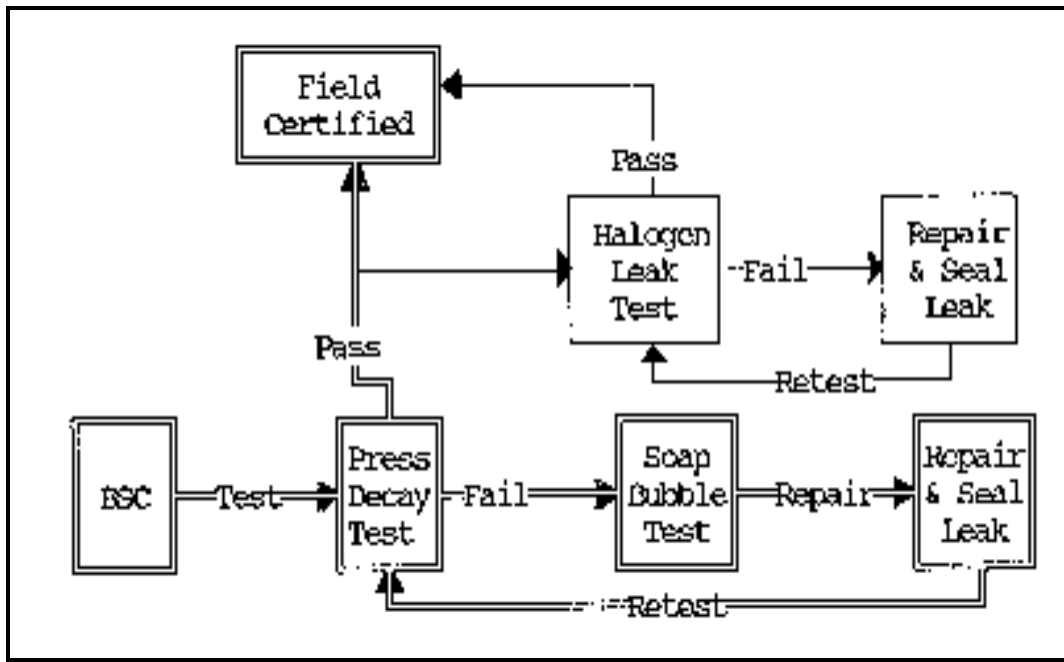 Field
Certified
Pass
Halogen
Leak
Test
Fail
Repair
& Seal
Leak
Pass
Retest
BSC
Test
Press
Decay
Test
Fail
Soap
Bubble
Test
Repair
Repair
& Seal
Leak
Retest